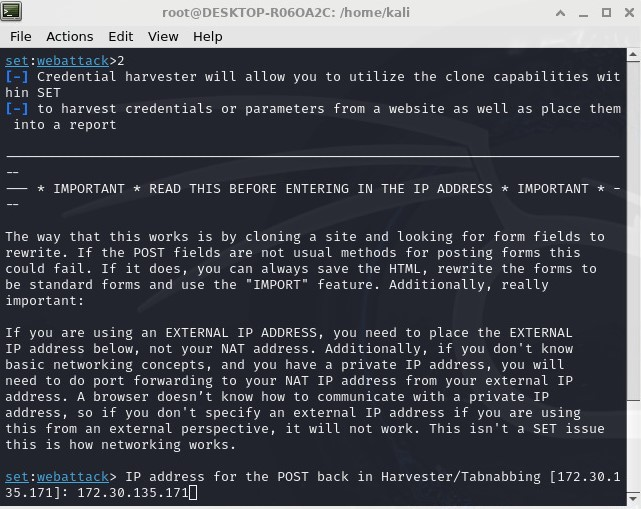 root@DESKTOP-R06OA2C: /home/kali
File Actions Edit View Help
set:webattack>2
[-] Credential harvester will allow you to utilize the clone capabilities wit
hin SET
[-] to harvest credentials or parameters from a website as well as place them
 into a report
--
--- * IMPORTANT * READ THIS BEFORE ENTERING IN THE IP ADDRESS * IMPORTANT * -
--
The way that this works is by cloning a site and looking for form fields to
rewrite. If the POST fields are not usual methods for posting forms this
could fail. If it does, you can always save the HTML, rewrite the forms to
be standard forms and use the "IMPORT" feature. Additionally, really
important:
If you are using an EXTERNAL IP ADDRESS, you need to place the EXTERNAL
IP address below, not your NAT address. Additionally, if you don't know
basic networking concepts, and you have a private IP address, you will
need to do port forwarding to your NAT IP address from your external IP
address. A browser doesn’t know how to communicate with a private IP
address, so if you don't specify an external IP address if you are using
this from an external perspective, it will not work. This isn't a SET issue
this is how networking works.
set:webattack> IP address for the POST back in Harvester/Tabnabbing [172.30.1
35.171]: 172.30.135.171